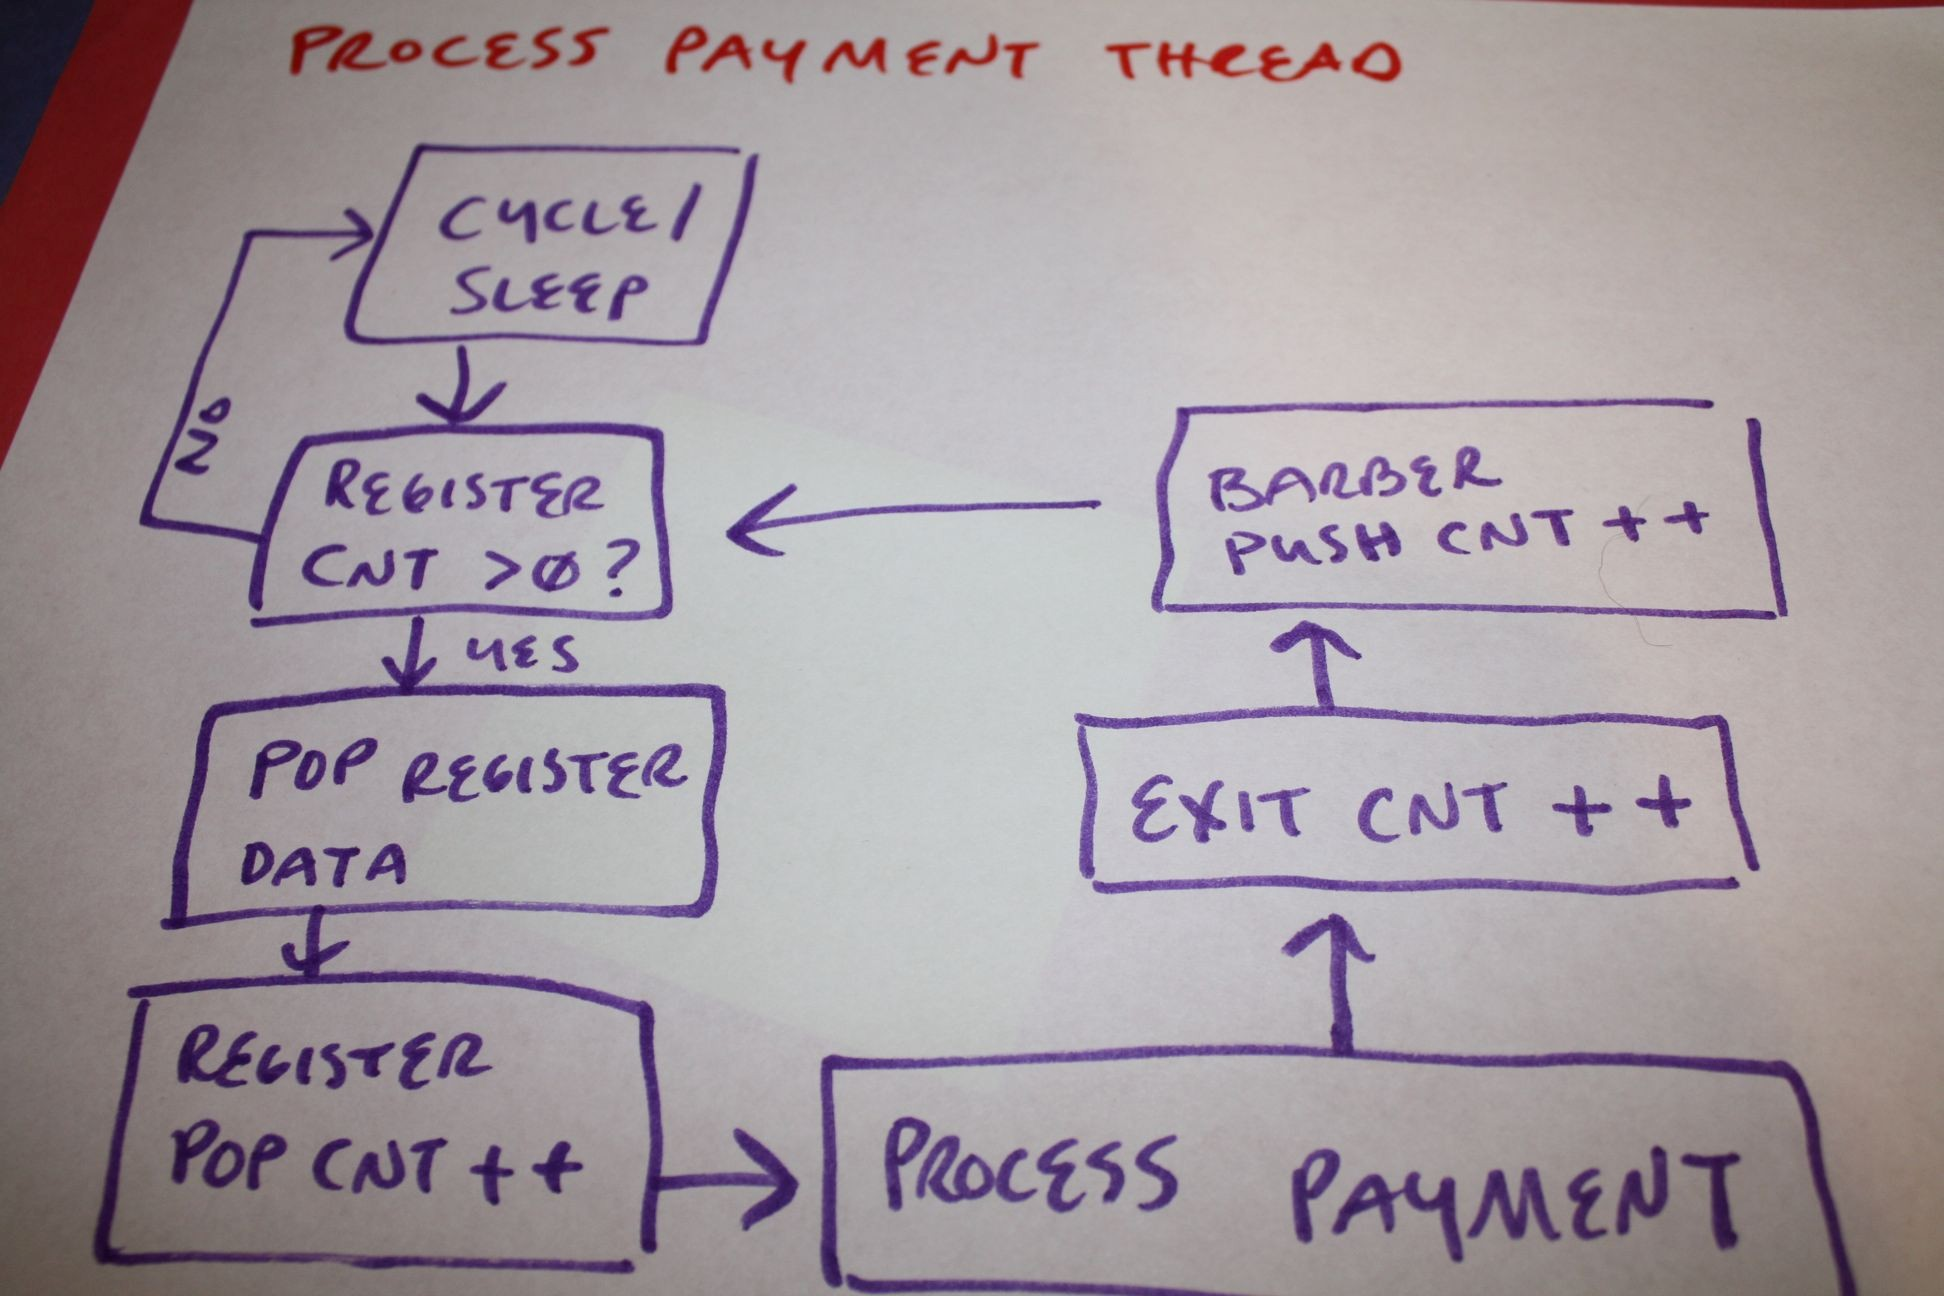 PROCESS PAYMENT THREAD
CYCLE/
SLEEP
NO
REGISTER
CNT >0?
YES
POP REGISTER
DATA
REGISTER
POP CNT ++
PROCESS PAYMENT
EXIT CNT ++
BARBER
PUSH CNT ++